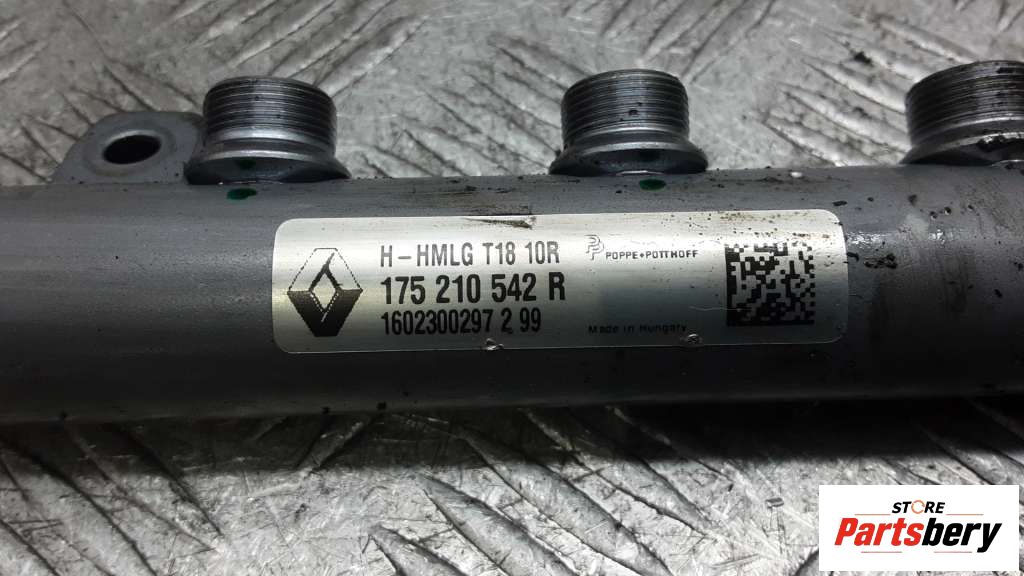 H-HMLG T18 10R
175 210 542 R
1602300297 2 99
POPPE+POTTHOFF
Made in Hungary
STORE
Partsbery